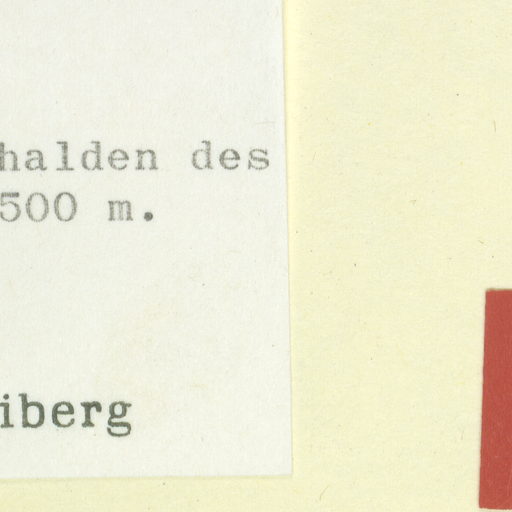 halden des
500 m.
iberg